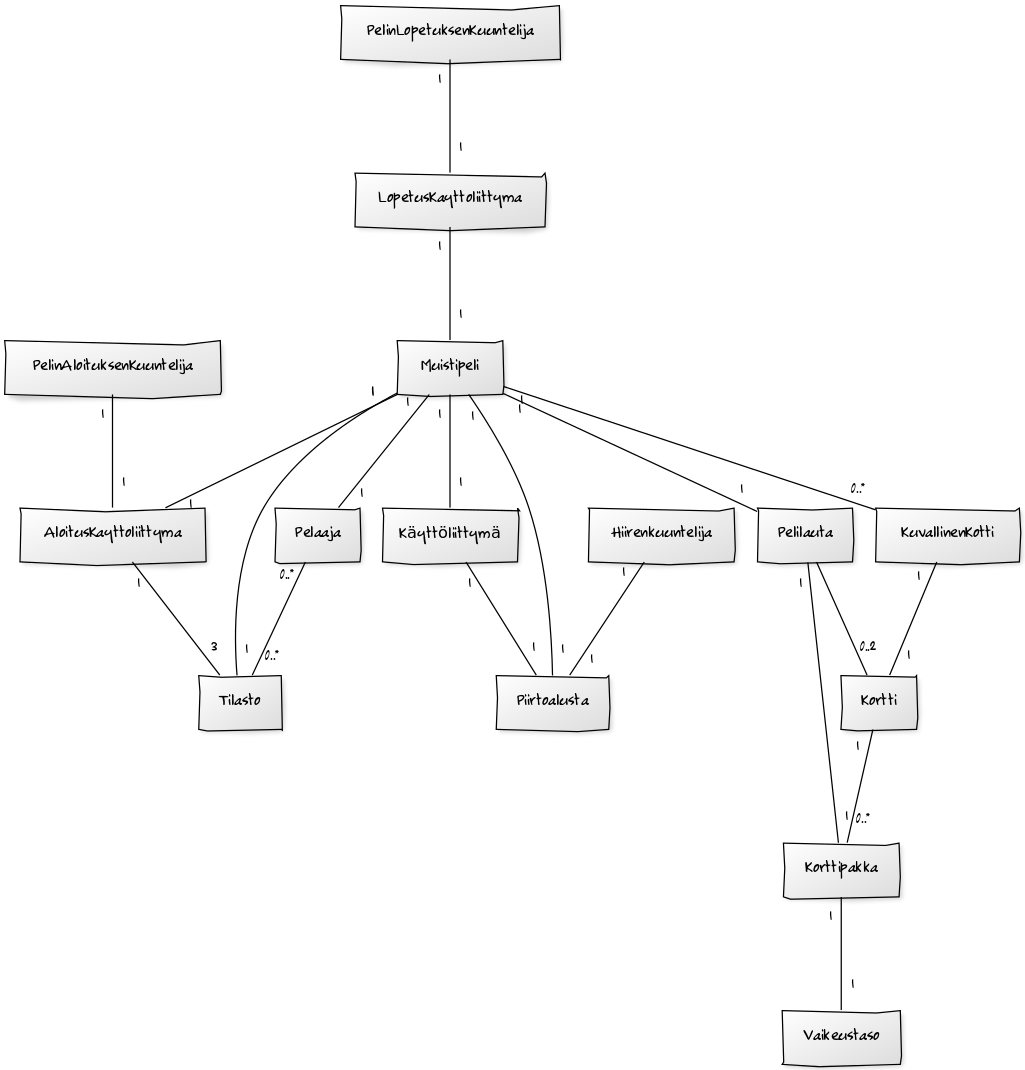 PelinLopetuksenKuuntelija
1
1
LopetusKayttoliittyma
1
1
PelinAloituksenKuuntelija
Muistipeli
1
1
1
1
1
1
1
1
1
1
1
1
0..*
AloitusKayttoliittyma
Pelaaja
Käyttöliittymä
Hiirenkuuntelija
Pelilauta
KuvallinenKotti
1
0..*
1
1
1
1
3
1
0..*
1
1
1
0..2
1
Tilasto
Piirtoalusta
Kortti
1
1
0..*
Korttipakka
1
1
Vaikeustaso